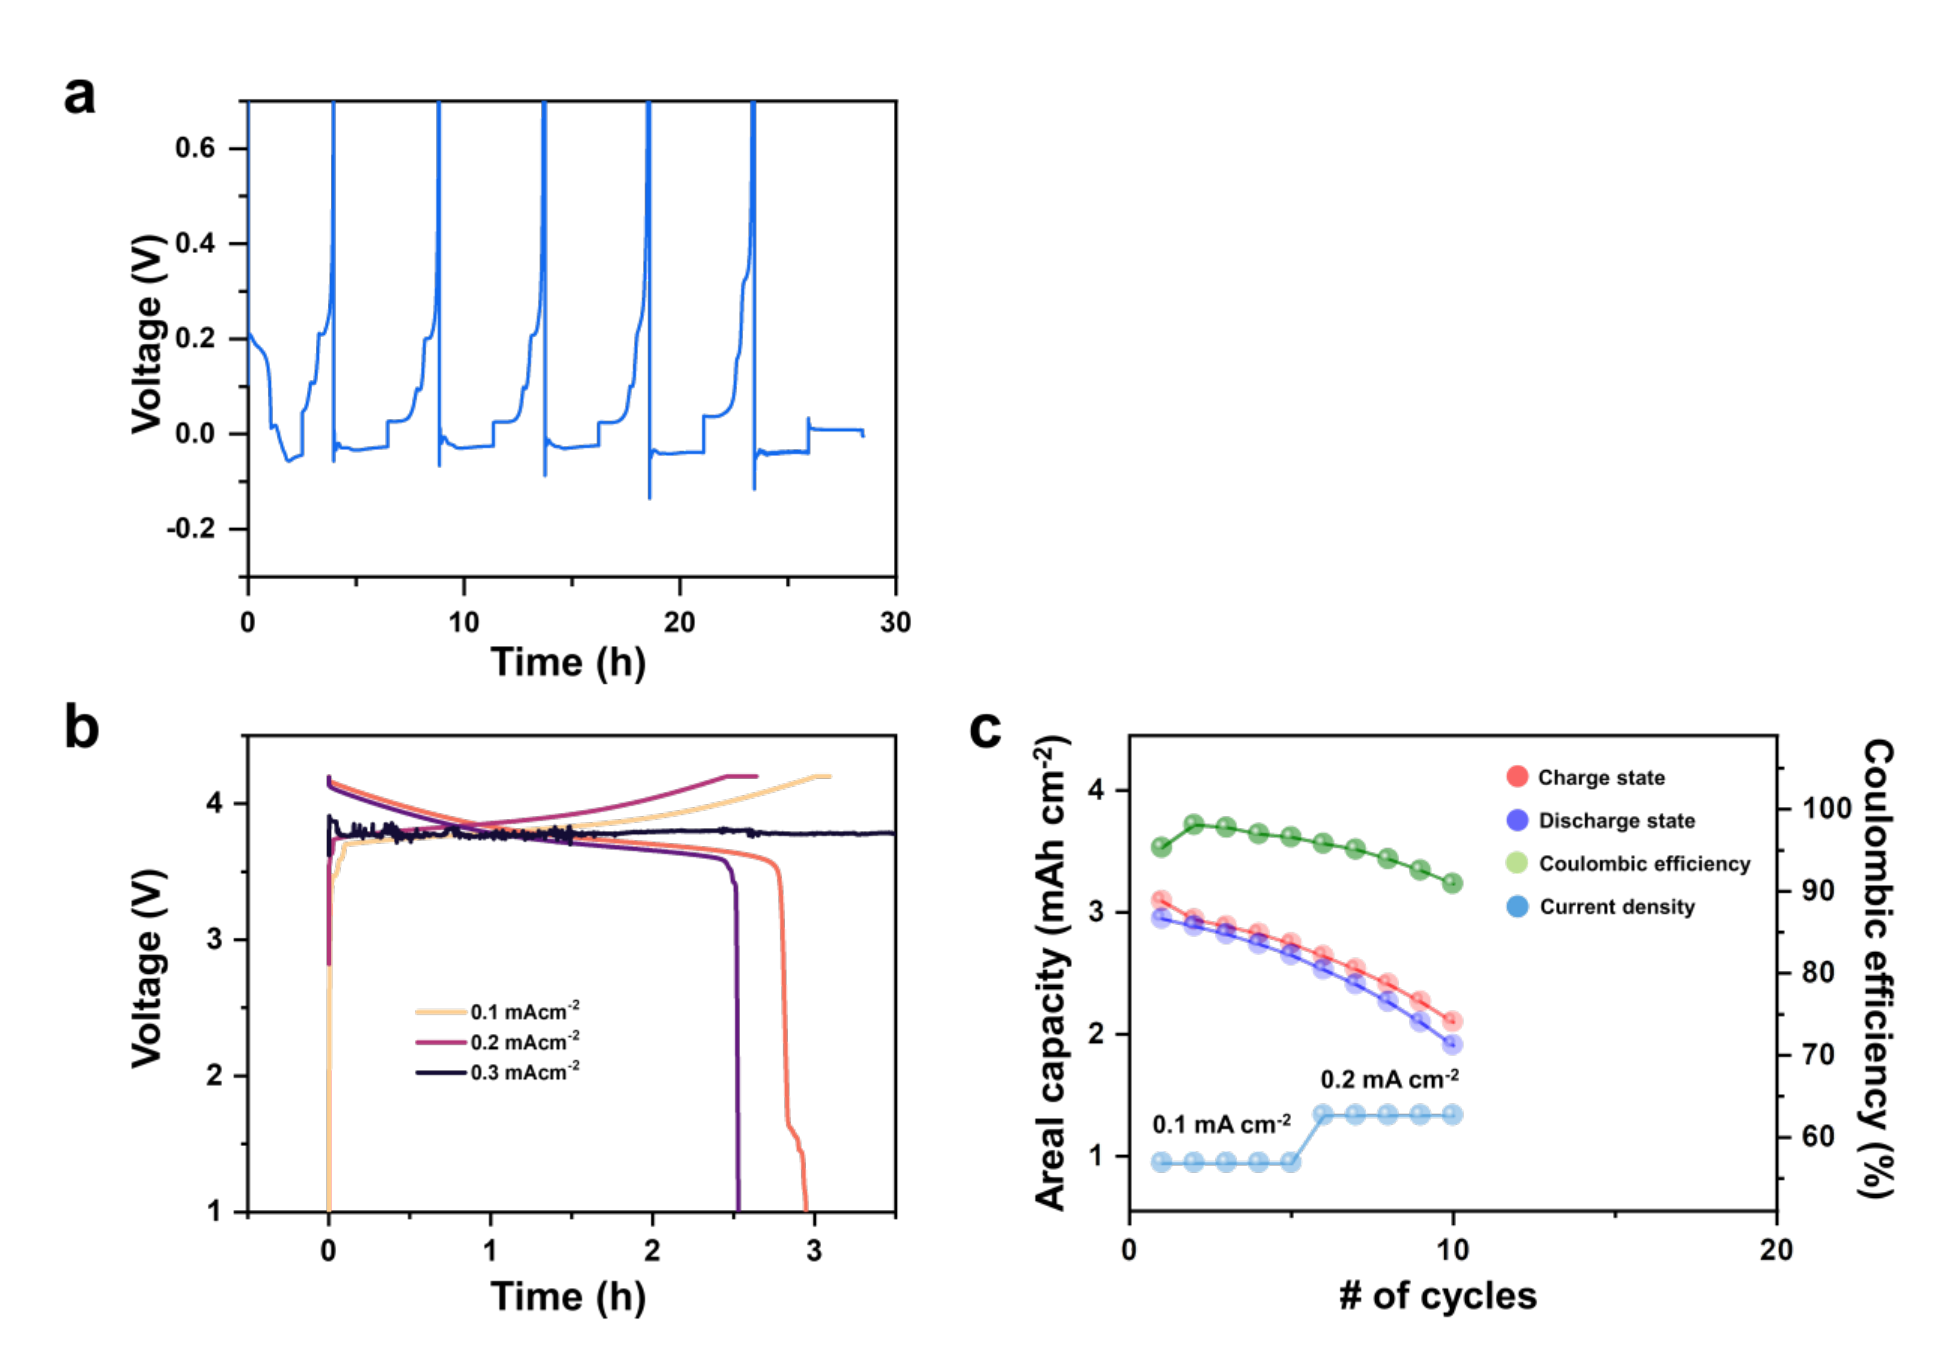 a
0.6
0.4
0.2
0.0
-0.2
Voltage (V)
0 10 20 30
Time (h)
b
4
3
2
1
Voltage (V)
0.1 mAcm-2
0.2 mAcm-2
0.3 mAcm-2
0 1 2 3
Time (h)
c
4
3
2
1
Areal capacity (mAh cm-2)
Charge state
Discharge state
Coulombic efficiency
Current density
0.2 mA cm-2
0.1 mA cm-2
100
90
80
70
60
Coulombic efficiency (%)
0 10 20
# of cycles